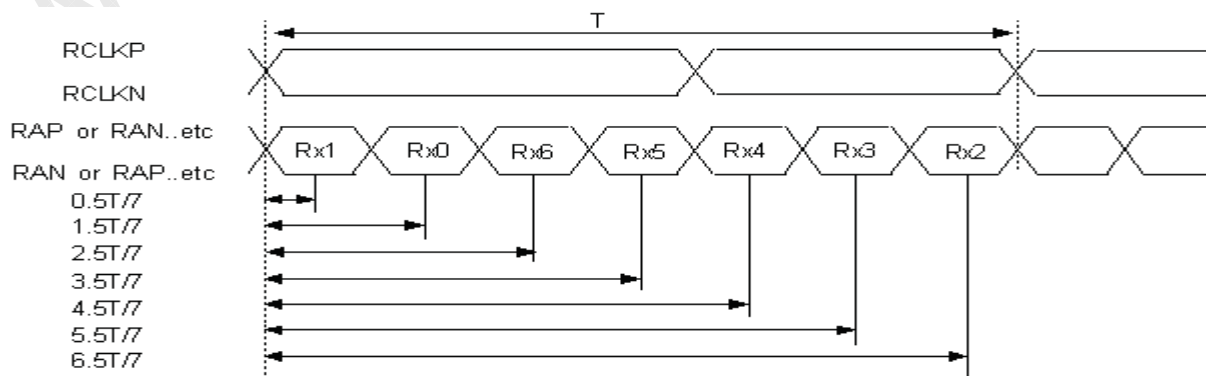 T
RCLKP
RCLKN
RAP or RAN..etc
Rx1 Rx0 Rx6 Rx5 Rx4 Rx3 Rx2
RAN or RAP..etc
0.5T/7
1.5T/7
2.5T/7
3.5T/7
4.5T/7
5.5T/7
6.5T/7